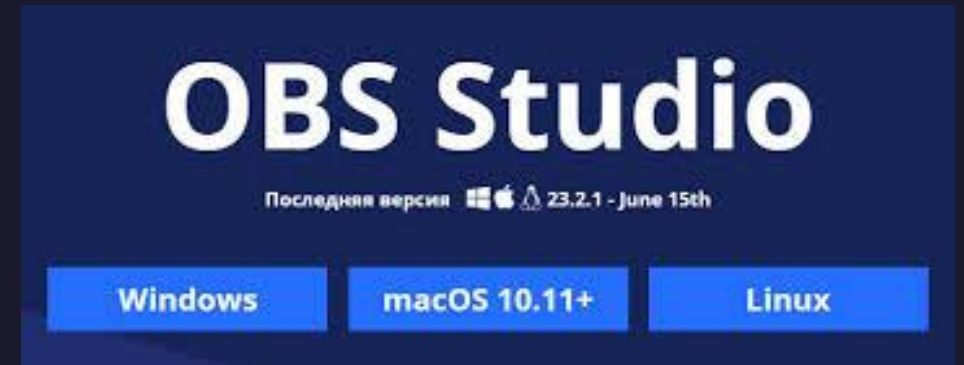 OBS Studio
Последняя версия 23.2.1 - June 15th
Windows macOS 10.11+ Linux